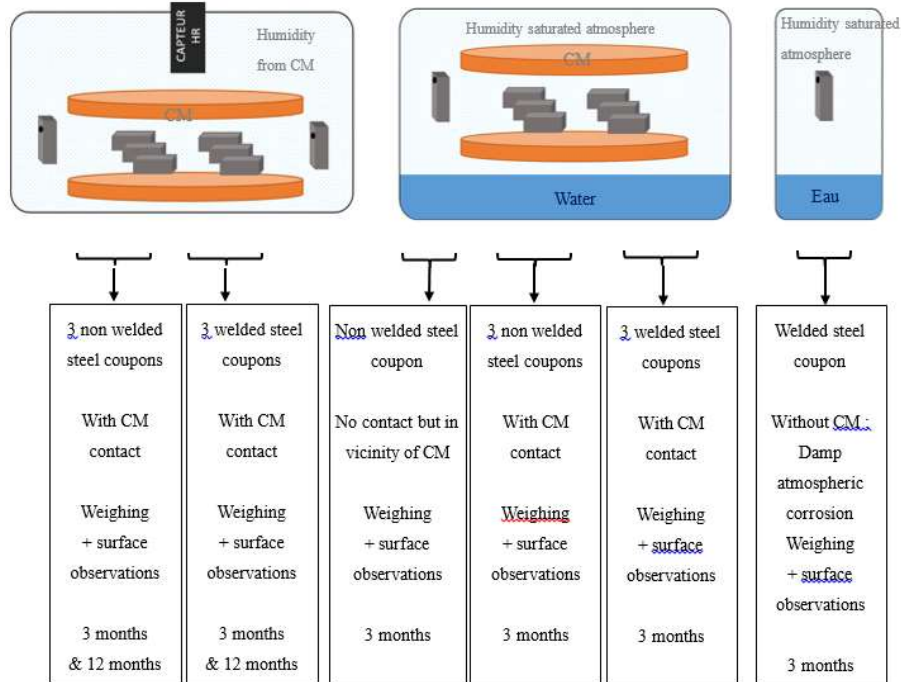 CAPTEUR
HR
Humidity
from CM
CM
Humidity saturated atmosphere
CM
Water
Humidity saturated
atmosphere
Eau
3 non welded
steel coupons
With CM
contact
Weighing
+ surface
observations
3 months
& 12 months
3 welded steel
coupons
With CM
contact
Weighing
+ surface
observations
3 months
& 12 months
Non welded steel
coupon
No contact but in
vicinity of CM
Weighing
+ surface
observations
3 months
3 non welded
steel coupons
With CM
contact
Weighing
+ surface
observations
3 months
3 welded steel
coupons
With CM
contact
Weighing
+ surface
observations
3 months
Welded steel
coupon
Without CM :
Damp
atmospheric
corrosion
Weighing
+ surface
observations
3 months